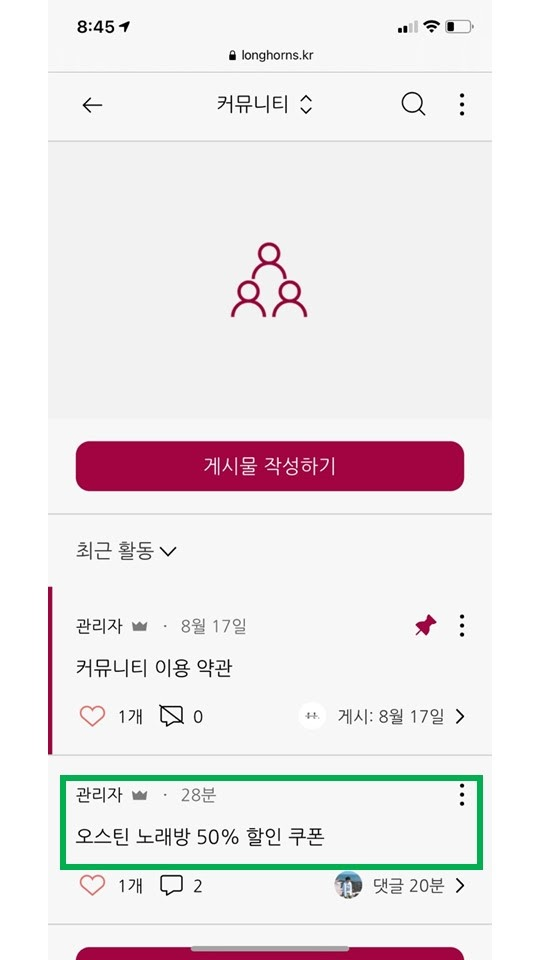 8:45
longhorns.kr
커뮤니티
게시물 작성하기
최근 활동
관리자 · 8월 17일
커뮤니티 이용 약관
1개 0 게시: 8월 17일
관리자 · 28분
오스틴 노래방 50% 할인 쿠폰
1개 2 댓글 20분